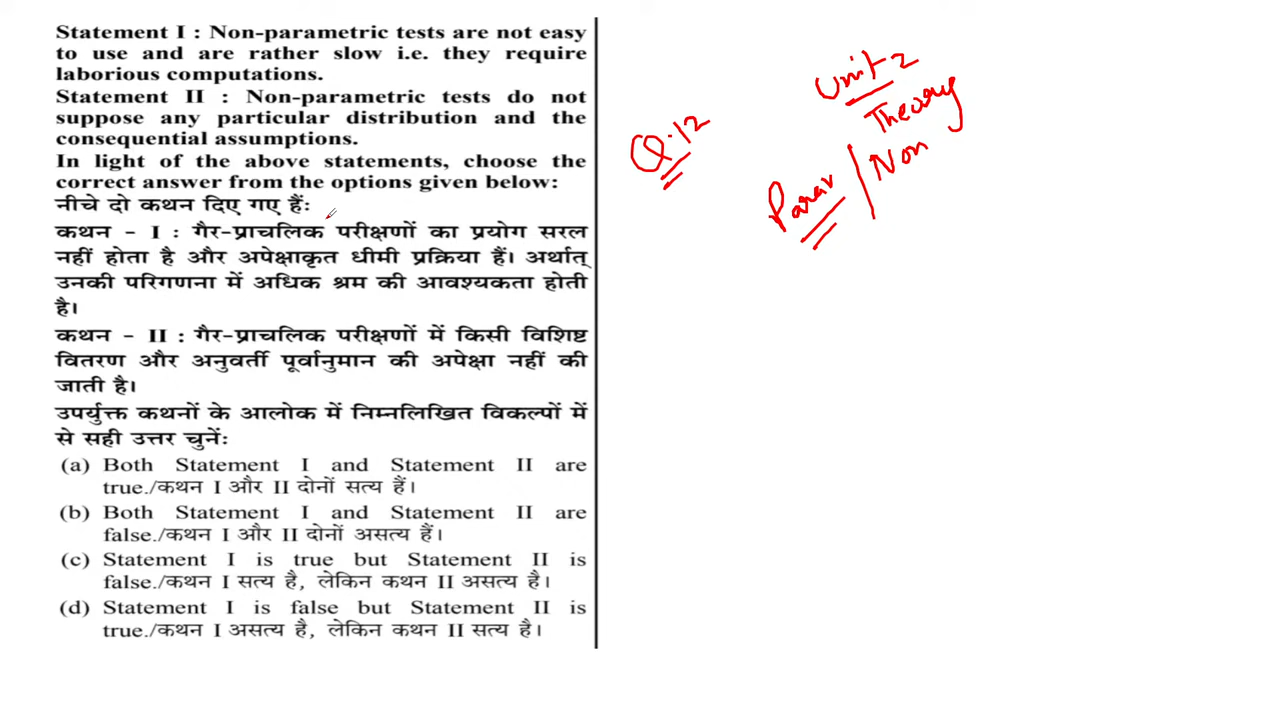 Statement I : Non-parametric tests are not easy
to use and are rather slow i.e. they require
laborious computations.
Statement II : Non-parametric tests do not
suppose any particular distribution and the
consequential assumptions.
In light of the above statements, choose the
correct answer from the options given below:
नीचे दो कथन दिए गए हैं:
कथन - I : गैर-प्राचलिक परीक्षणों का प्रयोग सरल
नहीं होता है और अपेक्षाकृत धीमी प्रक्रिया हैं। अर्थात्
उनकी परिगणना में अधिक श्रम की आवश्यकता होती
है।
कथन - II : गैर-प्राचलिक परीक्षणों में किसी विशिष्ट
वितरण और अनुवर्ती पूर्वानुमान की अपेक्षा नहीं की
जाती है।
उपर्युक्त कथनों के आलोक में निम्नलिखित विकल्पों में
से सही उत्तर चुनें:
(a) Both Statement I and Statement II are
true./कथन I और II दोनों सत्य हैं।
(b) Both Statement I and Statement II are
false./कथन I और II दोनों असत्य हैं।
(c) Statement I is true but Statement II is
false./कथन I सत्य है, लेकिन कथन II असत्य है।
(d) Statement I is false but Statement II is
true./कथन I असत्य है, लेकिन कथन II सत्य है।
Unit 2
Theory
Q.12
Para / Non